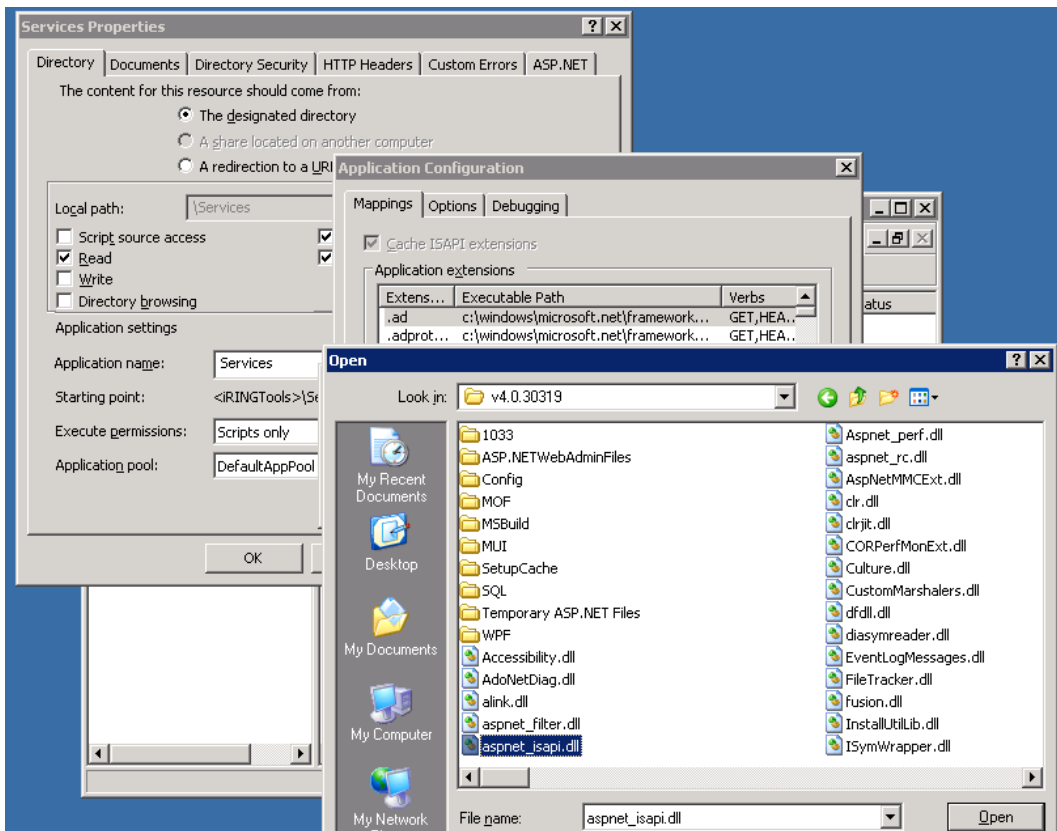 Services Properties
Directory Documents Directory Security HTTP Headers Custom Errors ASP.NET
The content for this resource should come from:
The designated directory
A share located on another computer
A redirection to a URL
Local path: \Services
Script source access
Read
Write
Directory browsing
Application settings
Application name: Services
Starting point: <iRINGTools>\Se
Execute permissions: Scripts only
Application pool: DefaultAppPool
OK
Application Configuration
Mappings Options Debugging
Cache ISAPI extensions
Application extensions
Extens... Executable Path Verbs
.ad c:\windows\microsoft.net\framework... GET,HEA..
.adprot... c:\windows\microsoft.net\framework... GET,HEA..
atus
Open
Look in: v4.0.30319
My Recent Documents
Desktop
My Documents
My Computer
My Network
1033
ASP.NETWebAdminFiles
Config
MOF
MSBuild
MUI
SetupCache
SQL
Temporary ASP.NET Files
WPF
Accessibility.dll
AdoNetDiag.dll
alink.dll
aspnet_filter.dll
aspnet_isapi.dll
Aspnet_perf.dll
aspnet_rc.dll
AspNetMMCExt.dll
clr.dll
clrjit.dll
CORPerfMonExt.dll
Culture.dll
CustomMarshalers.dll
dfdll.dll
diasymreader.dll
EventLogMessages.dll
FileTracker.dll
fusion.dll
InstallUtilLib.dll
ISymWrapper.dll
File name: aspnet_isapi.dll Open